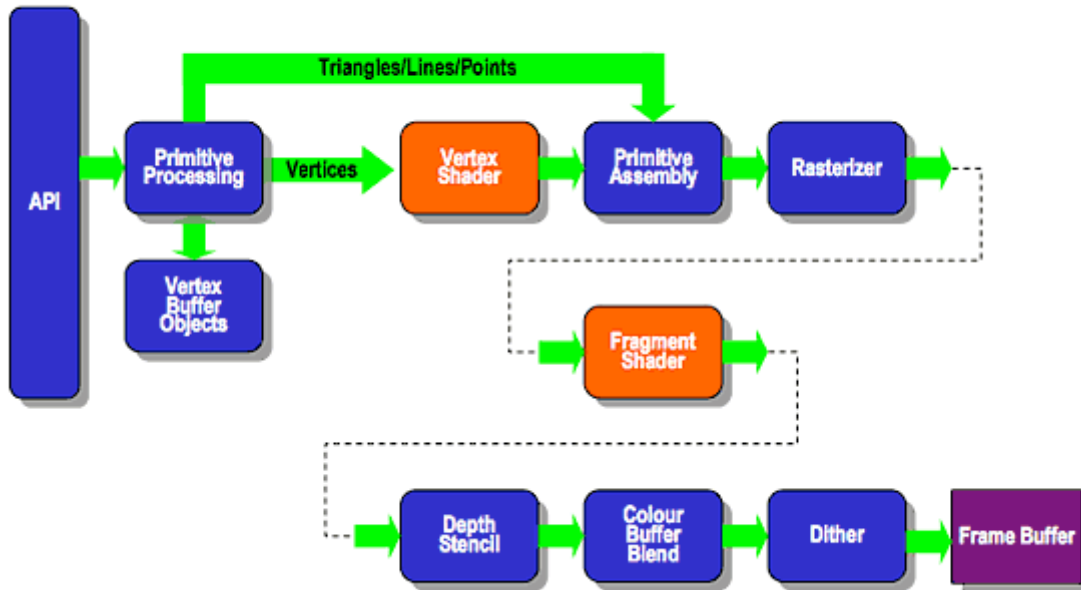 Triangles/Lines/Points
API
Primitive
Processing
Vertices
Vertex
Shader
Primitive
Assembly
Rasterizer
Vertex
Buffer
Objects
Fragment
Shader
Depth
Stencil
Colour
Buffer
Blend
Dither
Frame Buffer